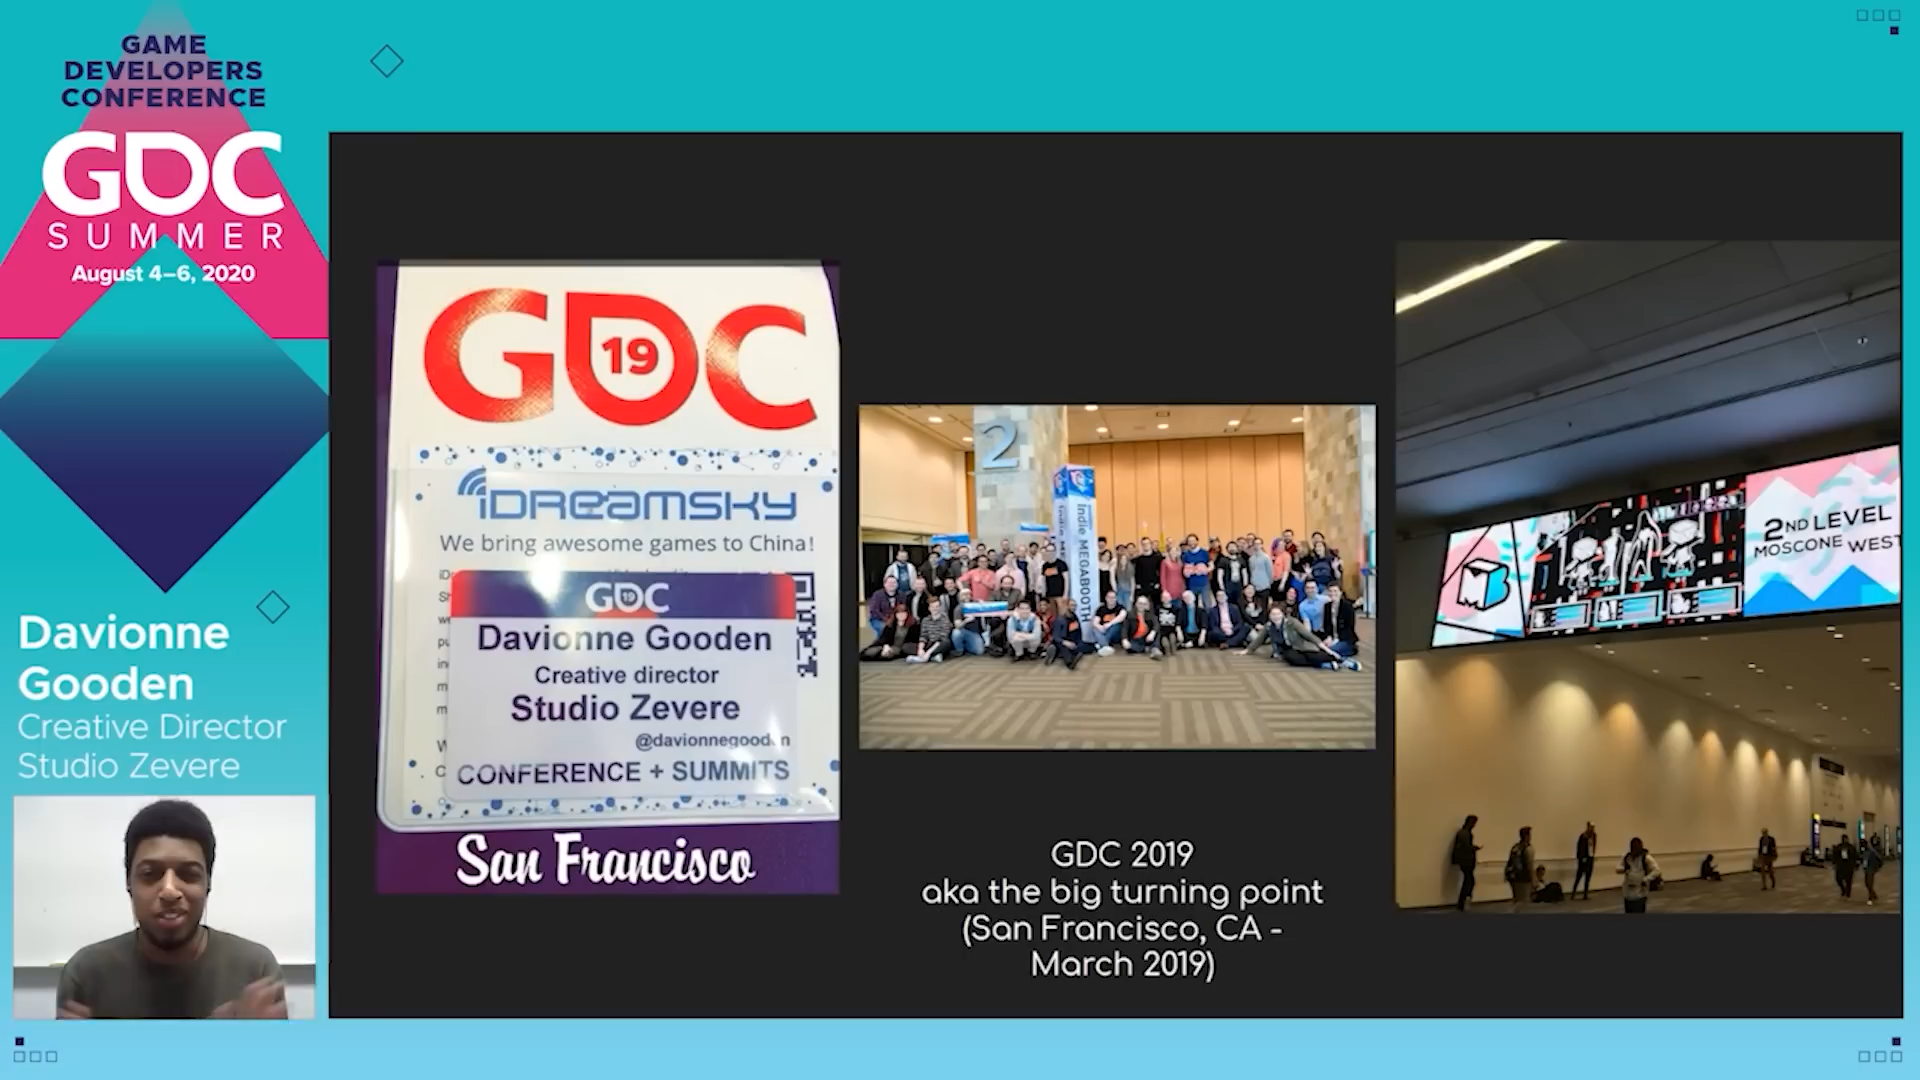 GAME
DEVELOPERS
CONFERENCE
GDC
SUMMER
August 4–6, 2020
Davionne
Gooden
Creative Director
Studio Zevere
GDC
19
iDREAMSKY
We bring awesome games to China!
GDC
19
Davionne Gooden
Creative director
Studio Zevere
@davionnegooden
CONFERENCE + SUMMITS
San Francisco
2
Indie MEGABOOTH
2ND LEVEL
MOSCONE WEST
GDC 2019
aka the big turning point
(San Francisco, CA -
March 2019)